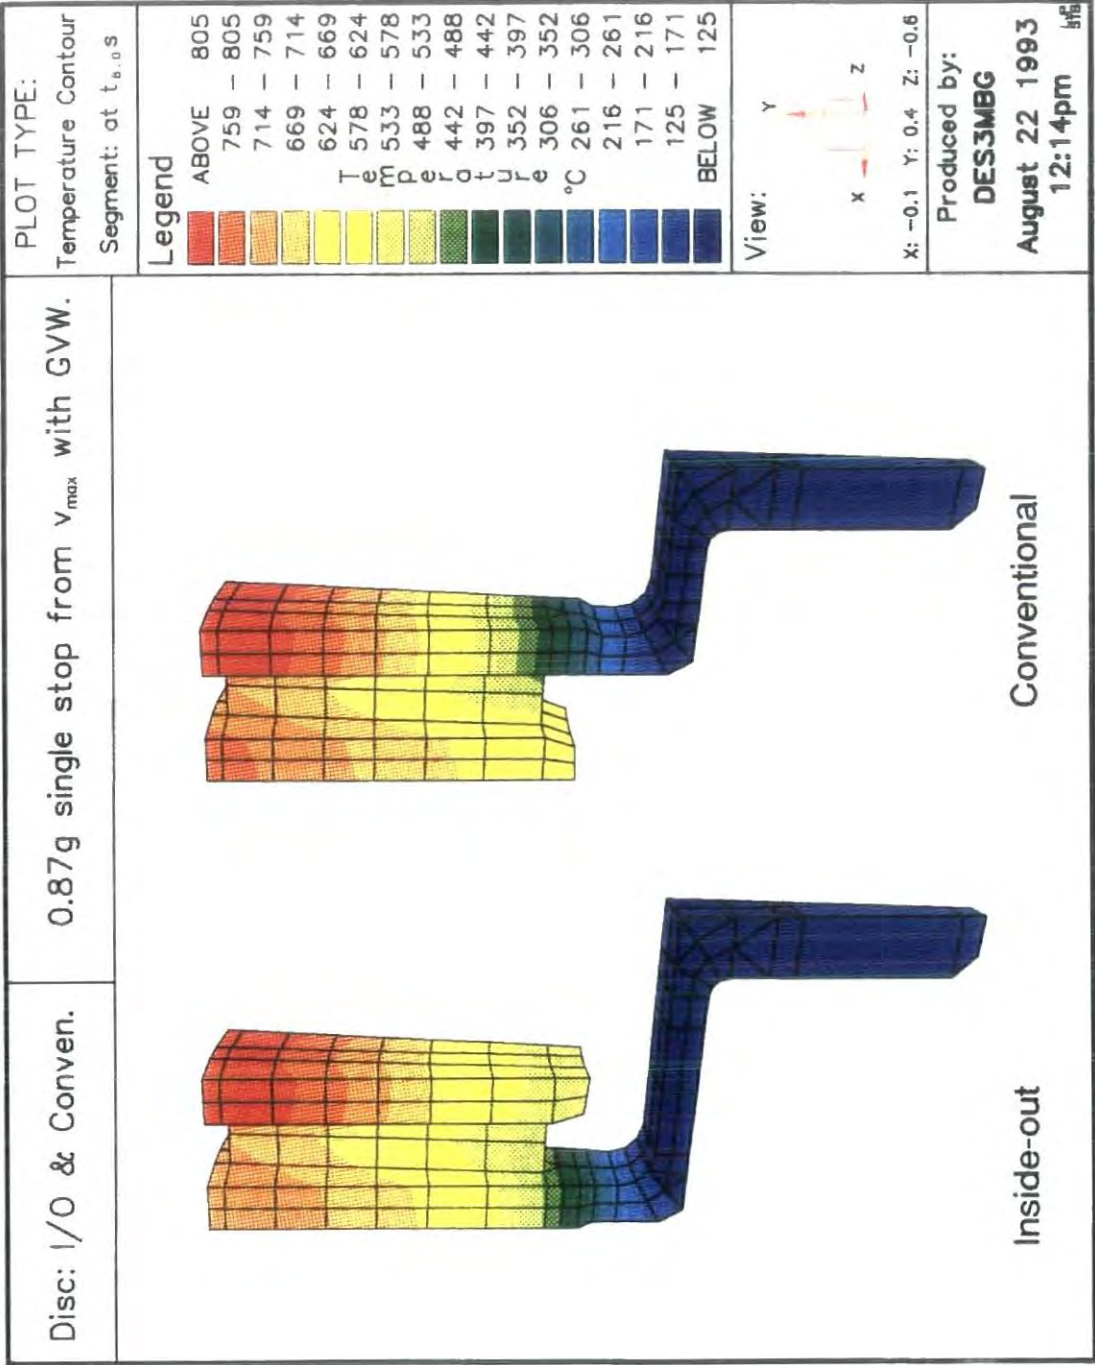 Disc: I/O & Conven.
0.87g single stop from vmax with GVW.
PLOT TYPE:
Temperature Contour
Segment: at t8.0s
Legend
ABOVE 805
759 – 805
714 – 759
669 – 714
624 – 669
578 – 624
533 – 578
488 – 533
442 – 488
397 – 442
352 – 397
306 – 352
261 – 306
216 – 261
171 – 216
125 – 171
BELOW 125
Temperature
°C
View:
Y
X
Z
X: -0.1 Y: 0.4 Z: -0.6
Produced by:
DES3MBG
August 22 1993
12:14pm
Inside-out
Conventional